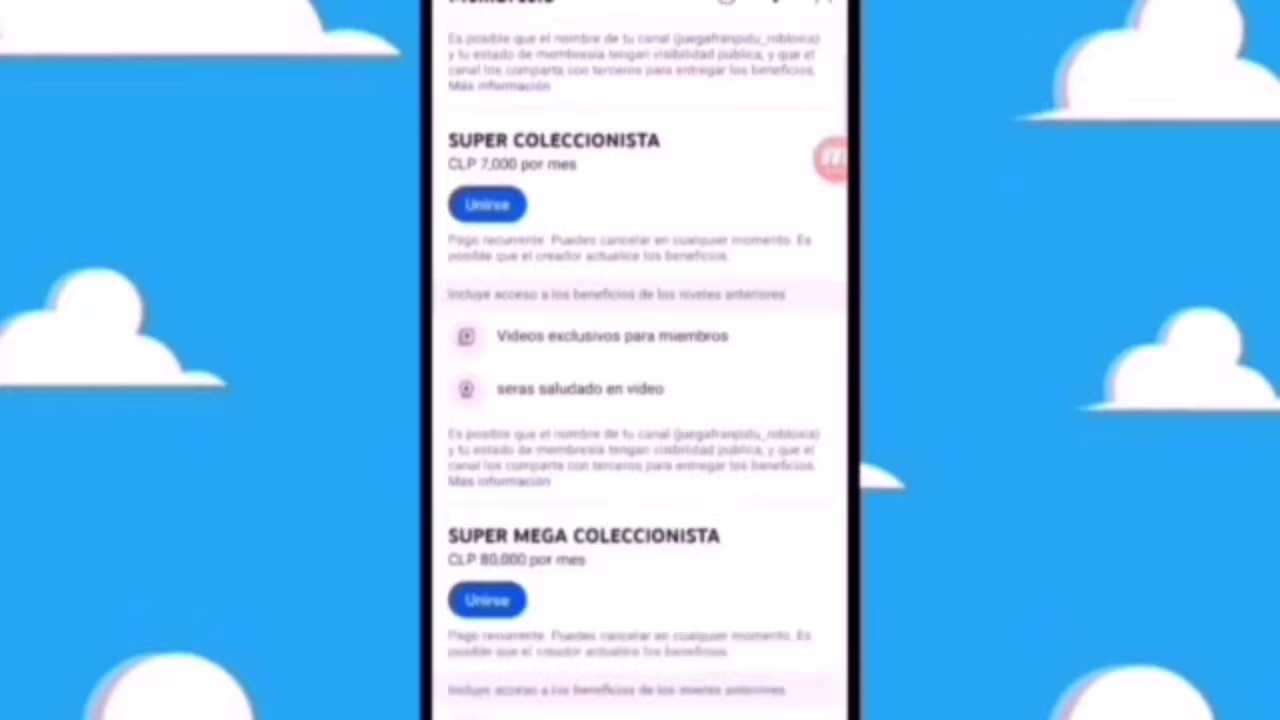 Es posible que el nombre de tu canal
y tu estado de membresía tengan visibilidad pública, y que el
canal los comparta con terceros para entregar los beneficios.
Más información
SUPER COLECCIONISTA
CLP 7,000 por mes
Unirse
Pago recurrente. Puedes cancelar en cualquier momento. Es
posible que el creador actualice los beneficios.
Incluye acceso a los beneficios de los niveles anteriores
Videos exclusivos para miembros
seras saludado en video
Es posible que el nombre de tu canal
y tu estado de membresía tengan visibilidad pública, y que el
canal los comparta con terceros para entregar los beneficios.
Más información
SUPER MEGA COLECCIONISTA
CLP 80,000 por mes
Unirse
Pago recurrente. Puedes cancelar en cualquier momento. Es
posible que el creador actualice los beneficios.
Incluye acceso a los beneficios de los niveles anteriores